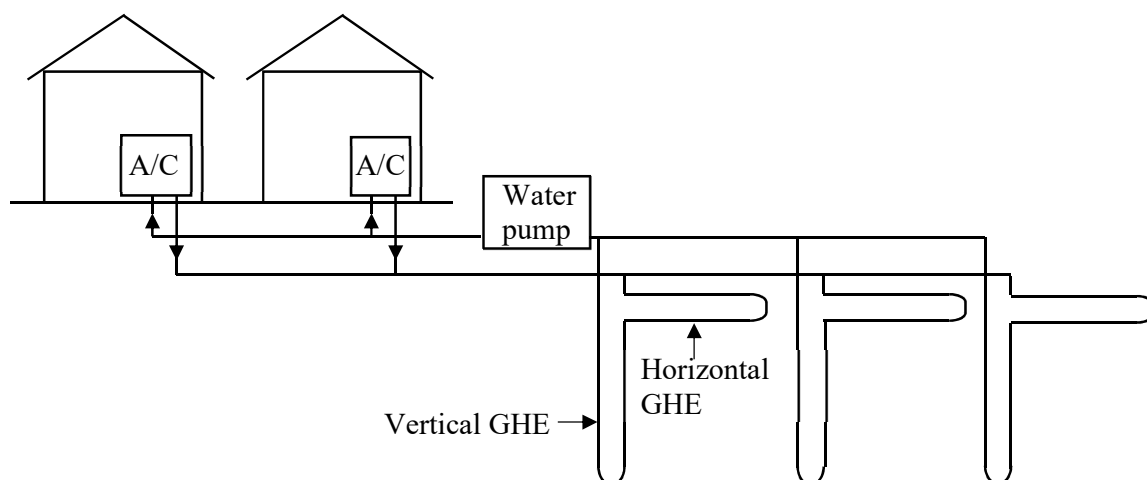 A/C
A/C
Water
pump
Horizontal
GHE
Vertical GHE